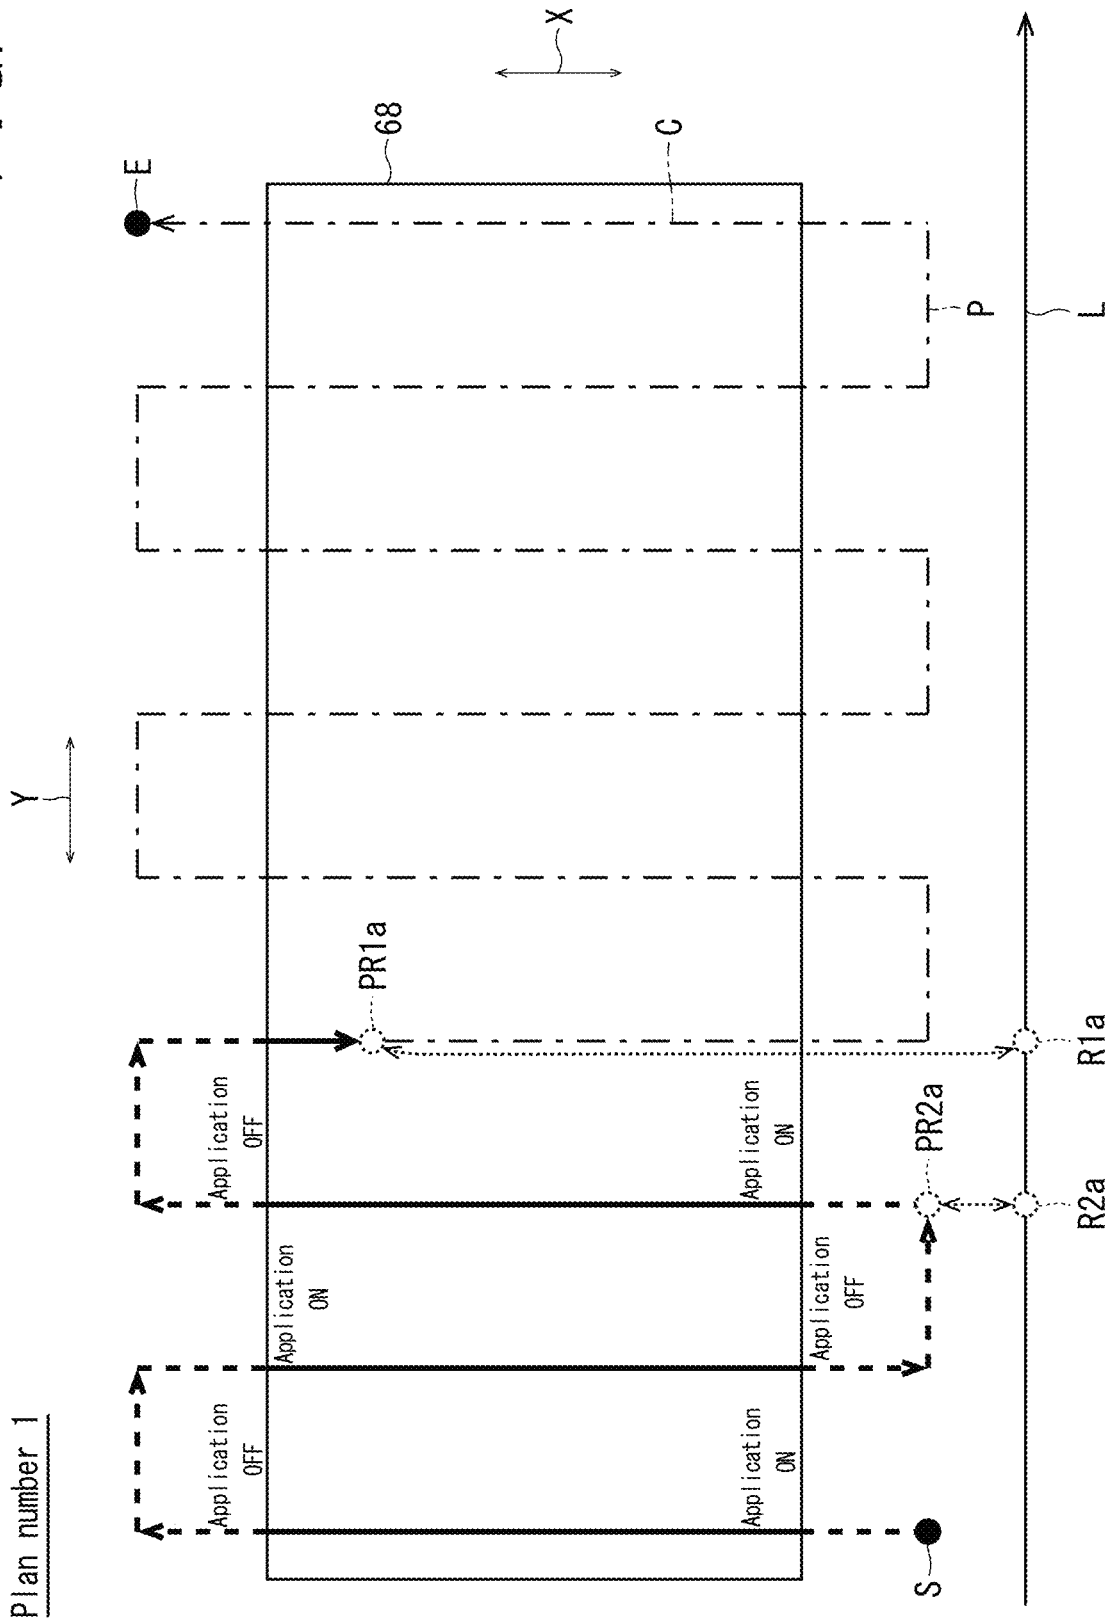 Plan number 1
Y
E
Application
OFF
Application
OFF
Application
ON
PR1a
68
X
C
Application
ON
Application
ON
Application
OFF
S
PR2a
P
R2a
R1a
L